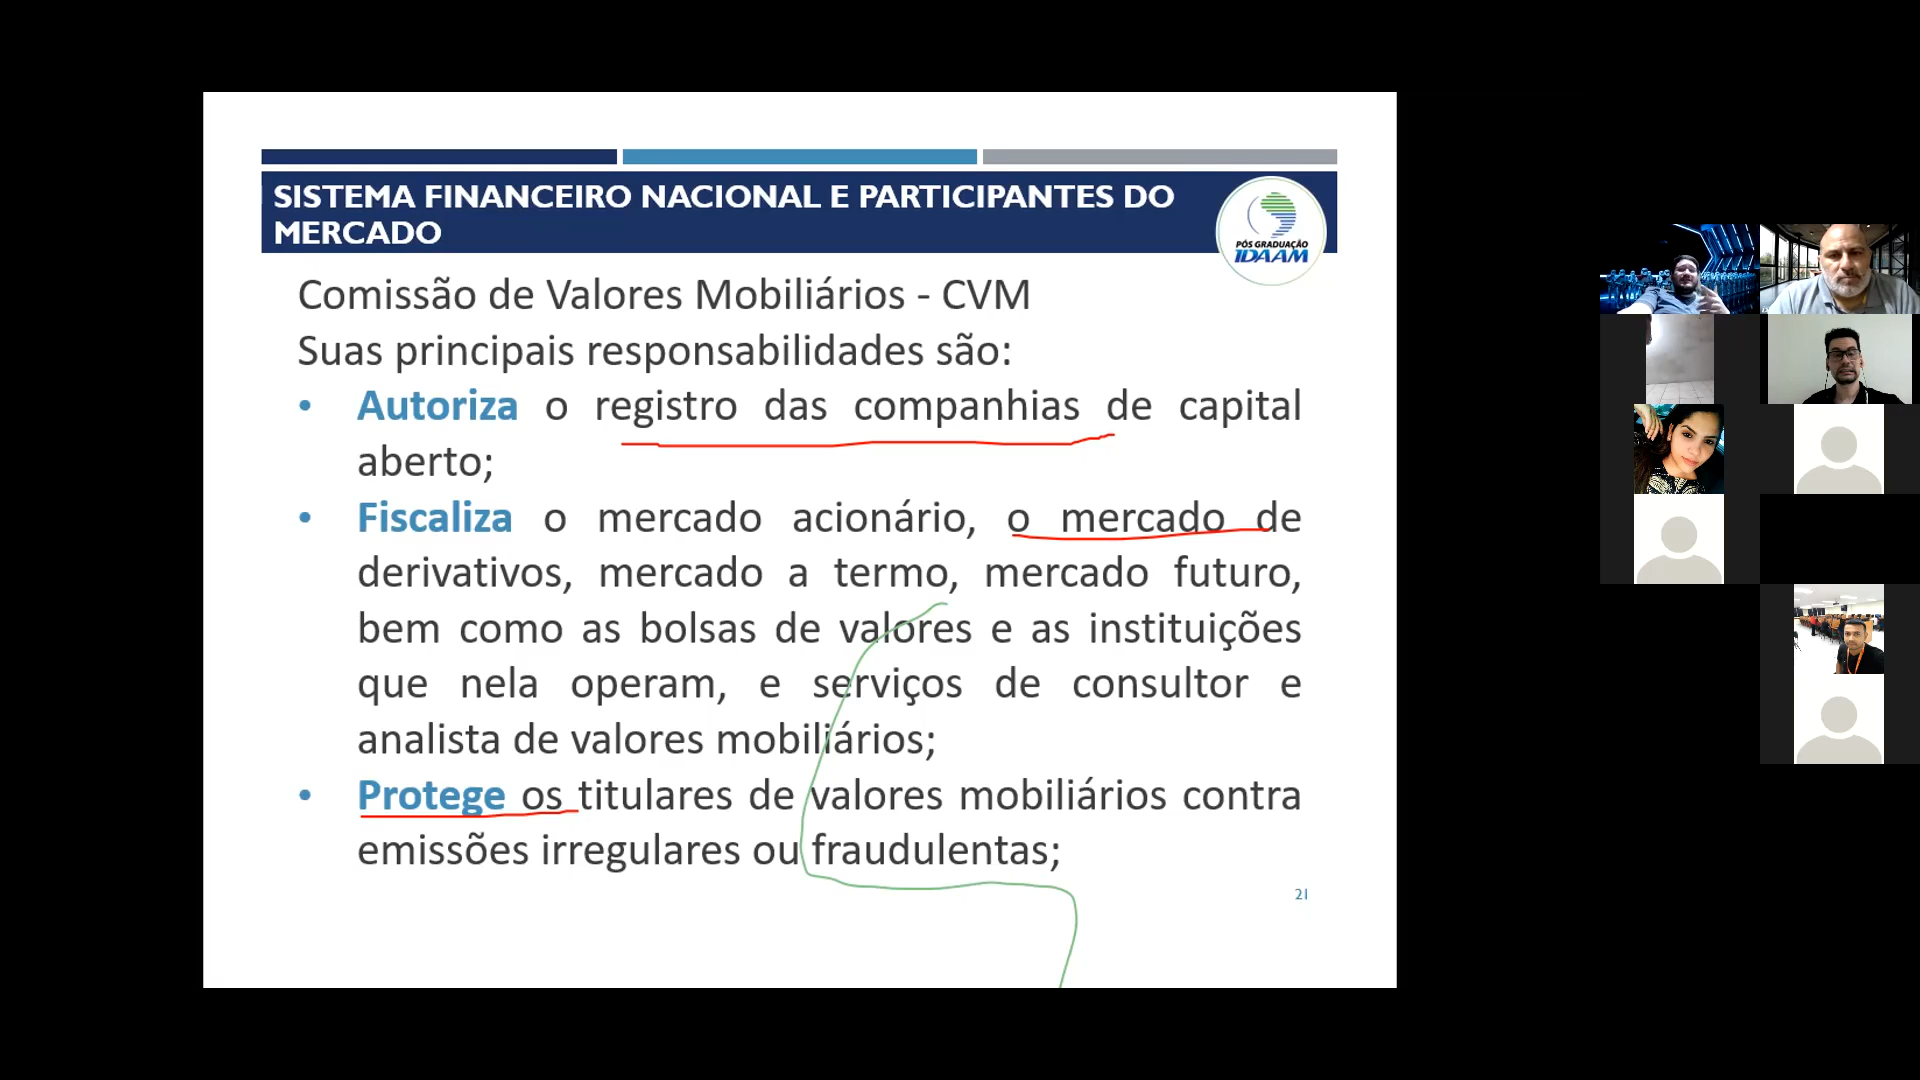 SISTEMA FINANCEIRO NACIONAL E PARTICIPANTES DO
MERCADO
PÓS GRADUAÇÃO
IDAAM
Comissão de Valores Mobiliários - CVM
Suas principais responsabilidades são:
• Autoriza o registro das companhias de capital
aberto;
• Fiscaliza o mercado acionário, o mercado de
derivativos, mercado a termo, mercado futuro,
bem como as bolsas de valores e as instituições
que nela operam, e serviços de consultor e
analista de valores mobiliários;
• Protege os titulares de valores mobiliários contra
emissões irregulares ou fraudulentas;
21